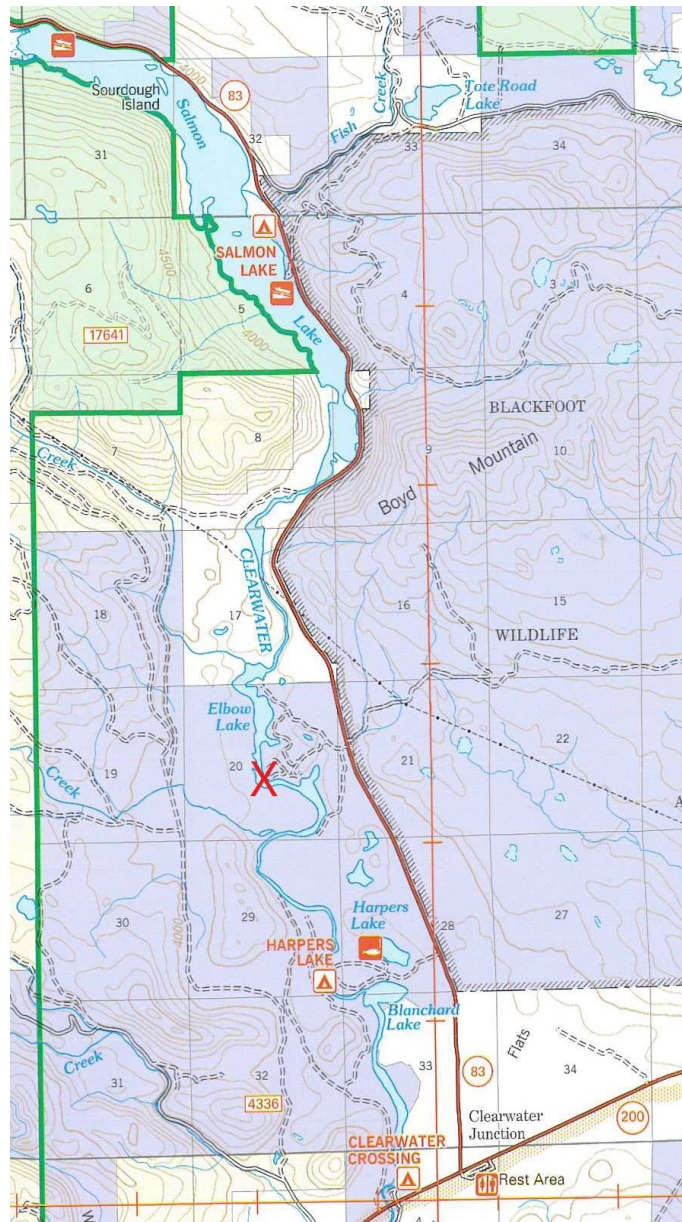 Sourdough
Island
4000
83
Salmon
32
31
Fish
Creek
Tote Road
Lake
33
34
SALMON
LAKE
Lake
4500
4000
6
5
4
3
17641
BLACKFOOT
Boyd
Mountain
7
8
9
10
Creek
CLEARWATER
18
17
16
15
WILDLIFE
Elbow
Lake
X
19
20
21
22
Creek
A
30
29
28
27
4000
Harpers
Lake
HARPERS
LAKE
Blanchard
Lake
Creek
31
32
33
34
Flats
83
4336
Clearwater
Junction
200
CLEARWATER
CROSSING
Rest Area
W
4